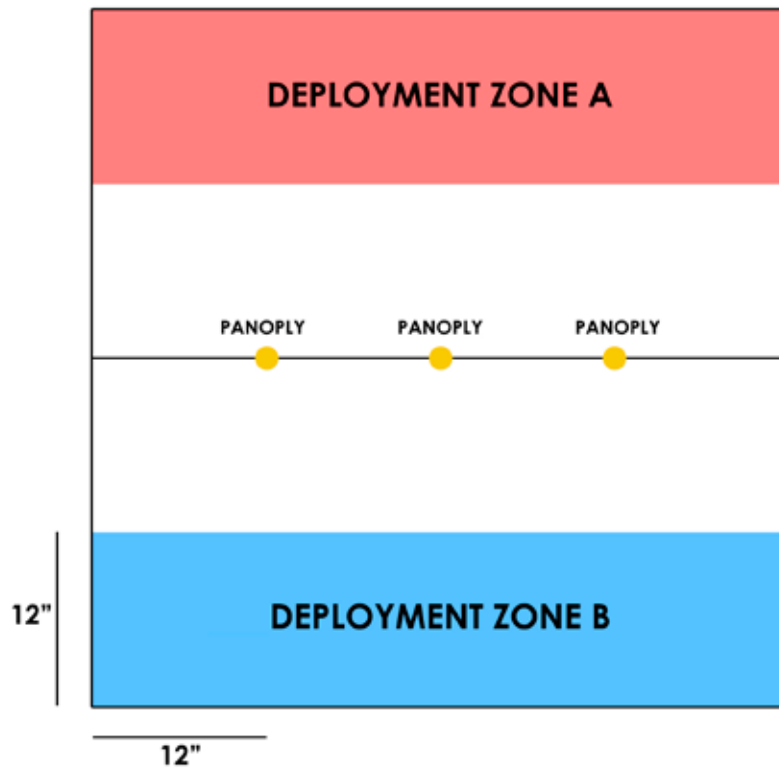 DEPLOYMENT ZONE A
PANOPLY PANOPLY PANOPLY
12”
DEPLOYMENT ZONE B
12”